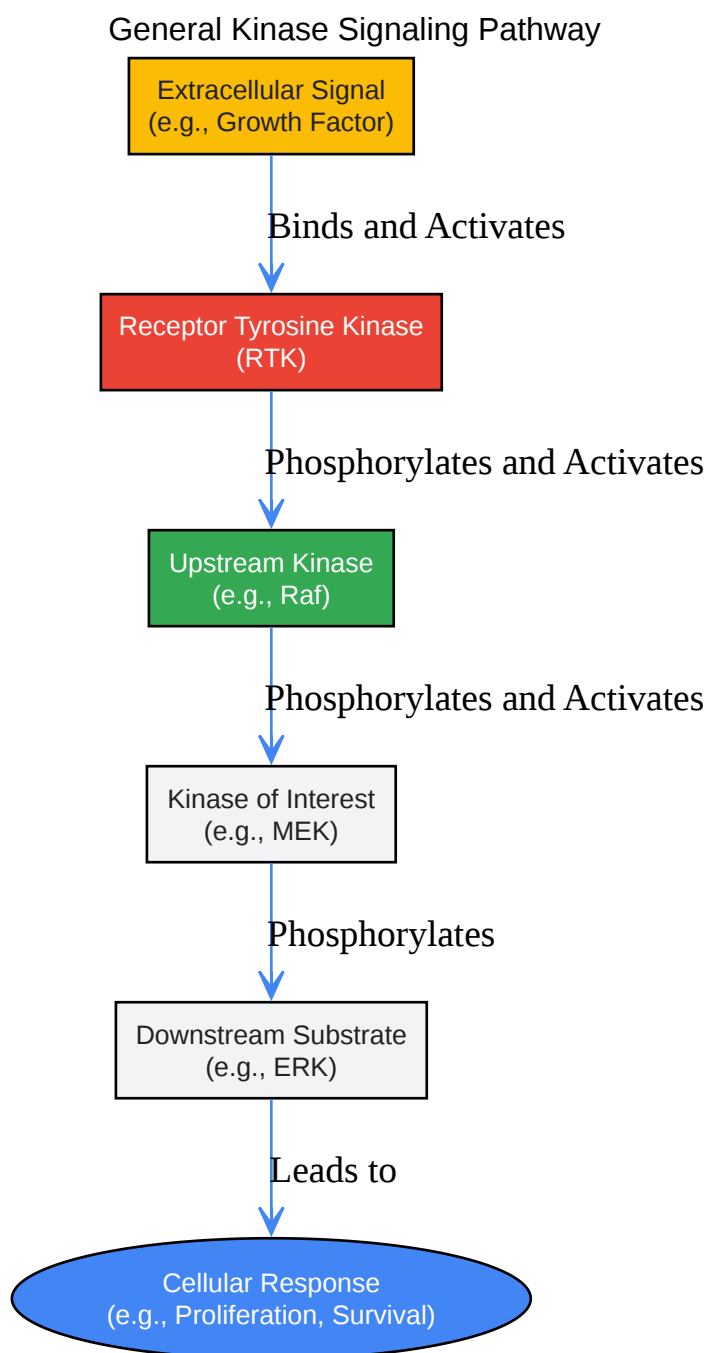 General Kinase Signaling Pathway
Extracellular Signal
(e.g., Growth Factor)
Binds and Activates
Receptor Tyrosine Kinase
(RTK)
Phosphorylates and Activates
Upstream Kinase
(e.g., Raf)
Phosphorylates and Activates
Kinase of Interest
(e.g., MEK)
Phosphorylates
Downstream Substrate
(e.g., ERK)
Leads to
Cellular Response
(e.g., Proliferation, Survival)